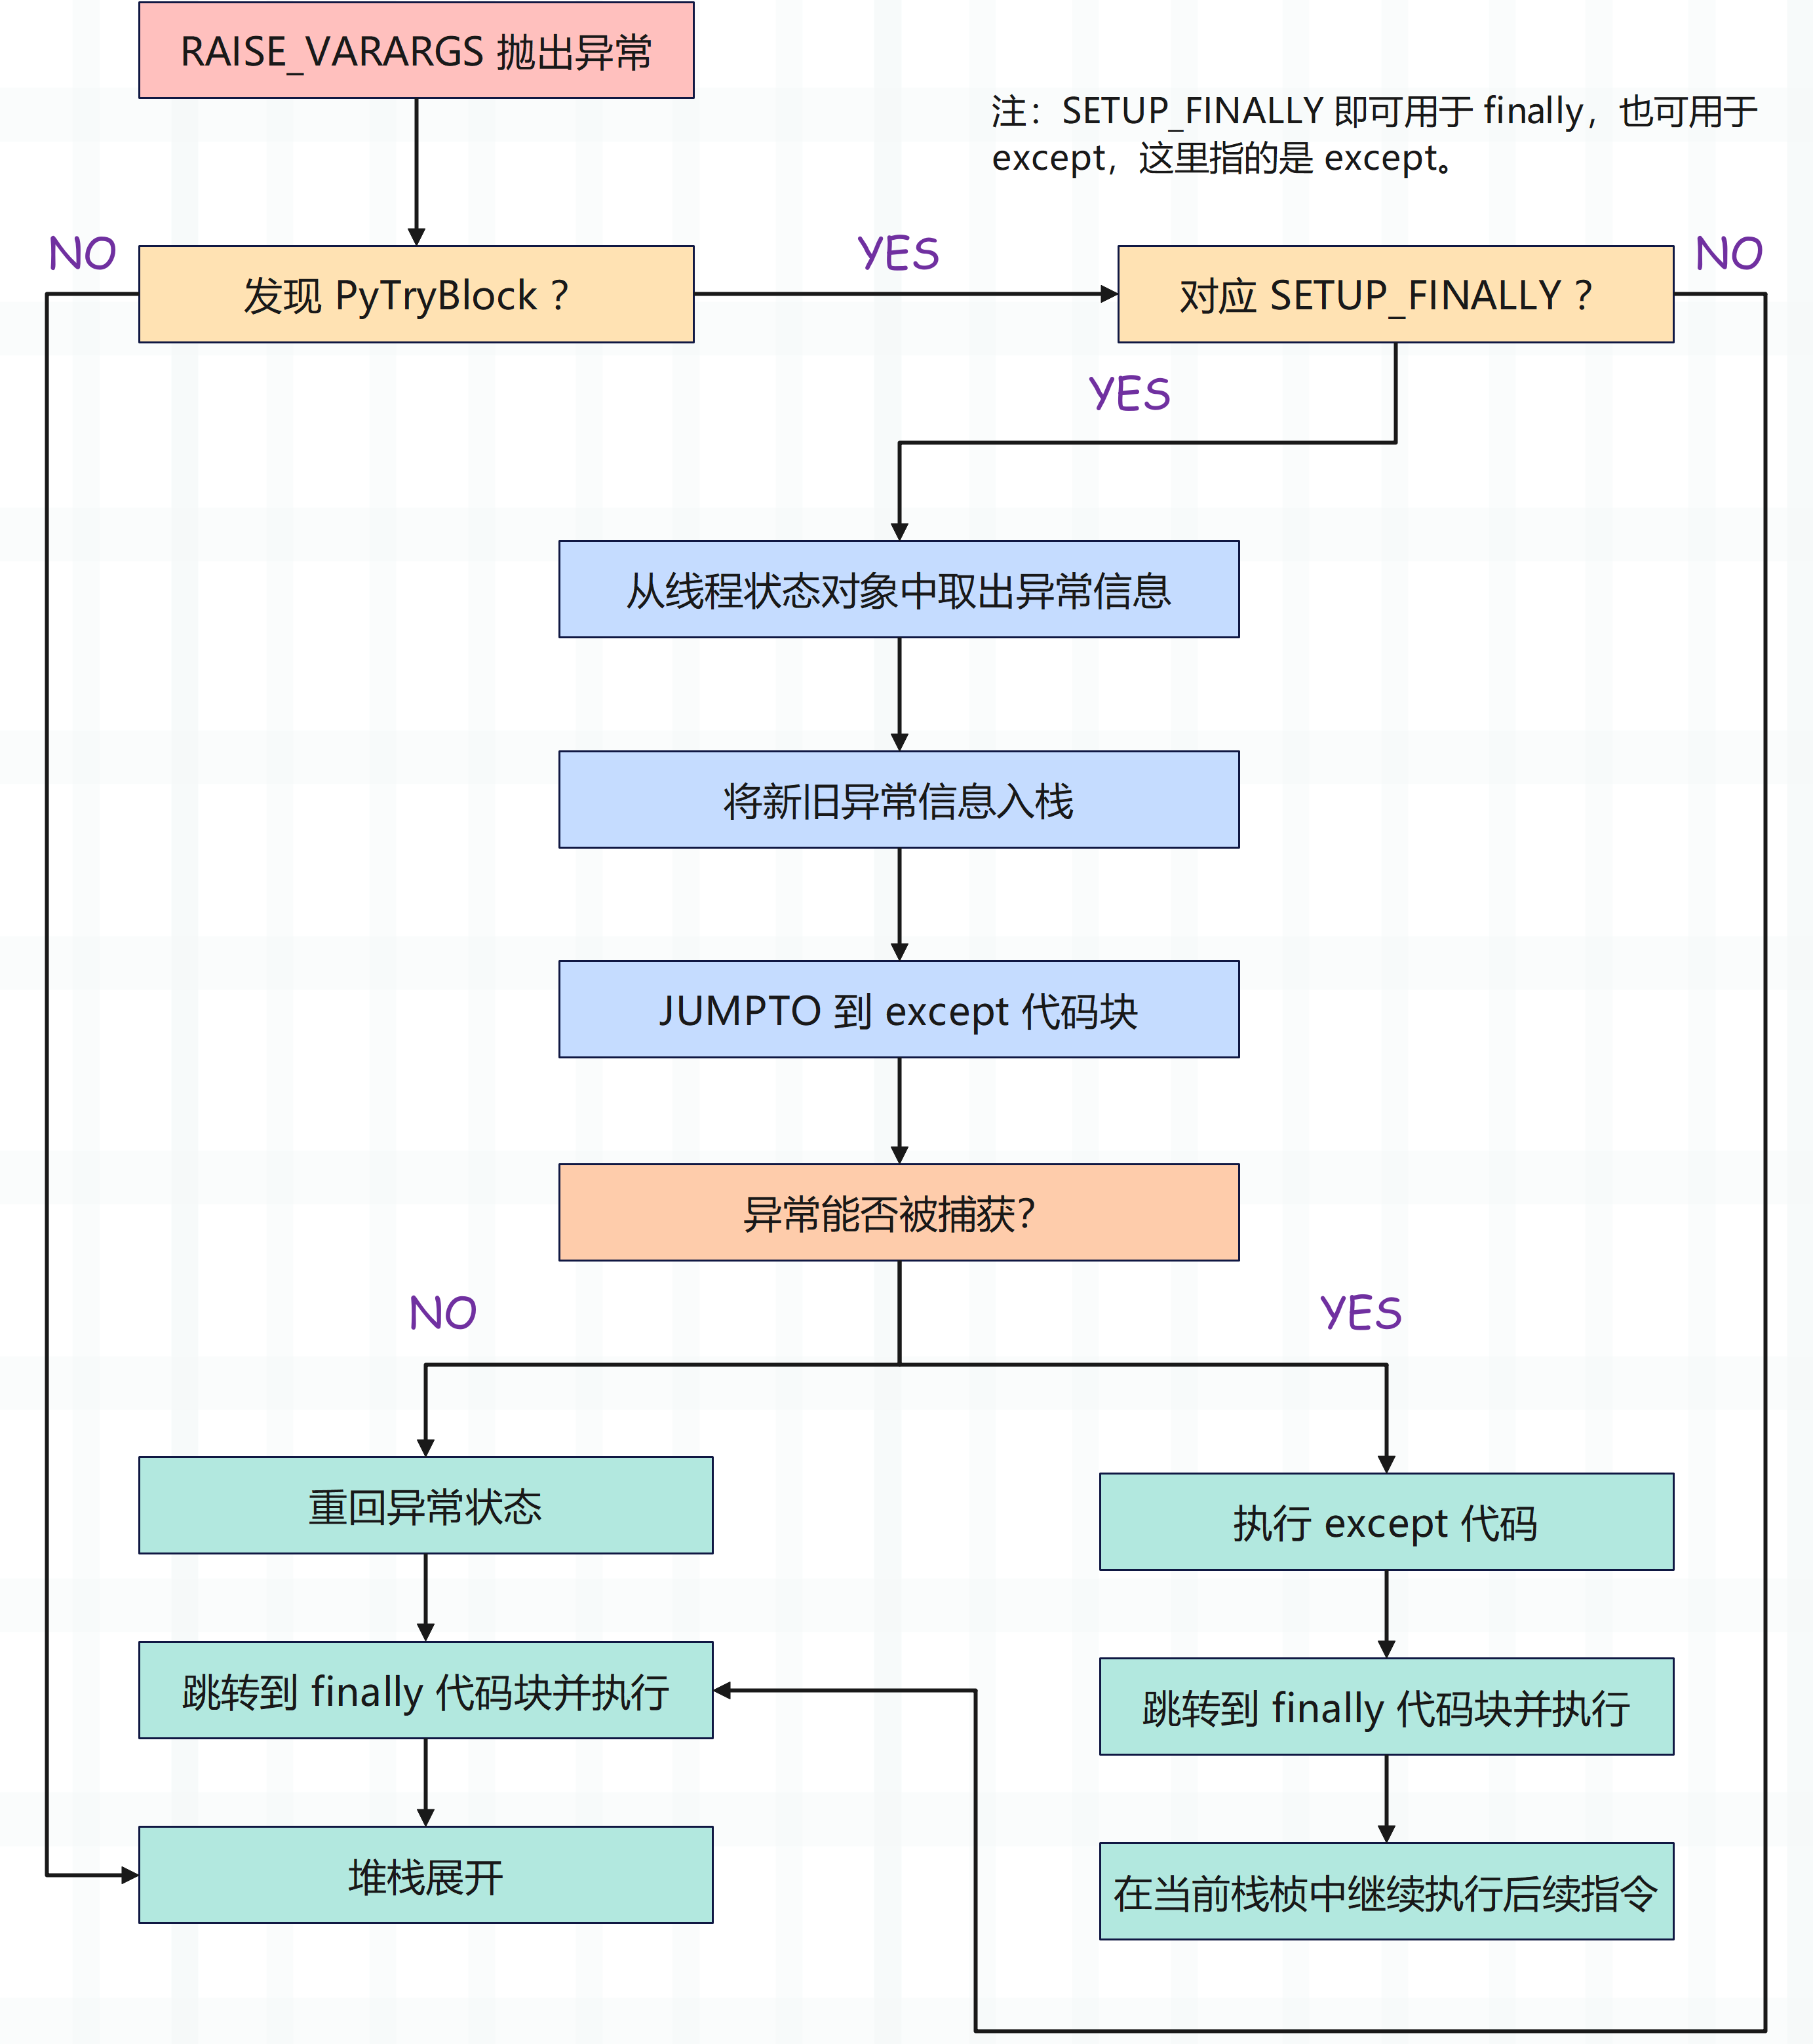 RAISE_VARARGS 抛出异常
注：SETUP_FINALLY 即可用于 finally，也可用于
except，这里指的是 except。
NO
发现 PyTryBlock ？
YES
对应 SETUP_FINALLY ？
NO
YES
从线程状态对象中取出异常信息
将新旧异常信息入栈
JUMPTO 到 except 代码块
异常能否被捕获?
NO
YES
重回异常状态
执行 except 代码
跳转到 finally 代码块并执行
跳转到 finally 代码块并执行
堆栈展开
在当前栈桢中继续执行后续指令